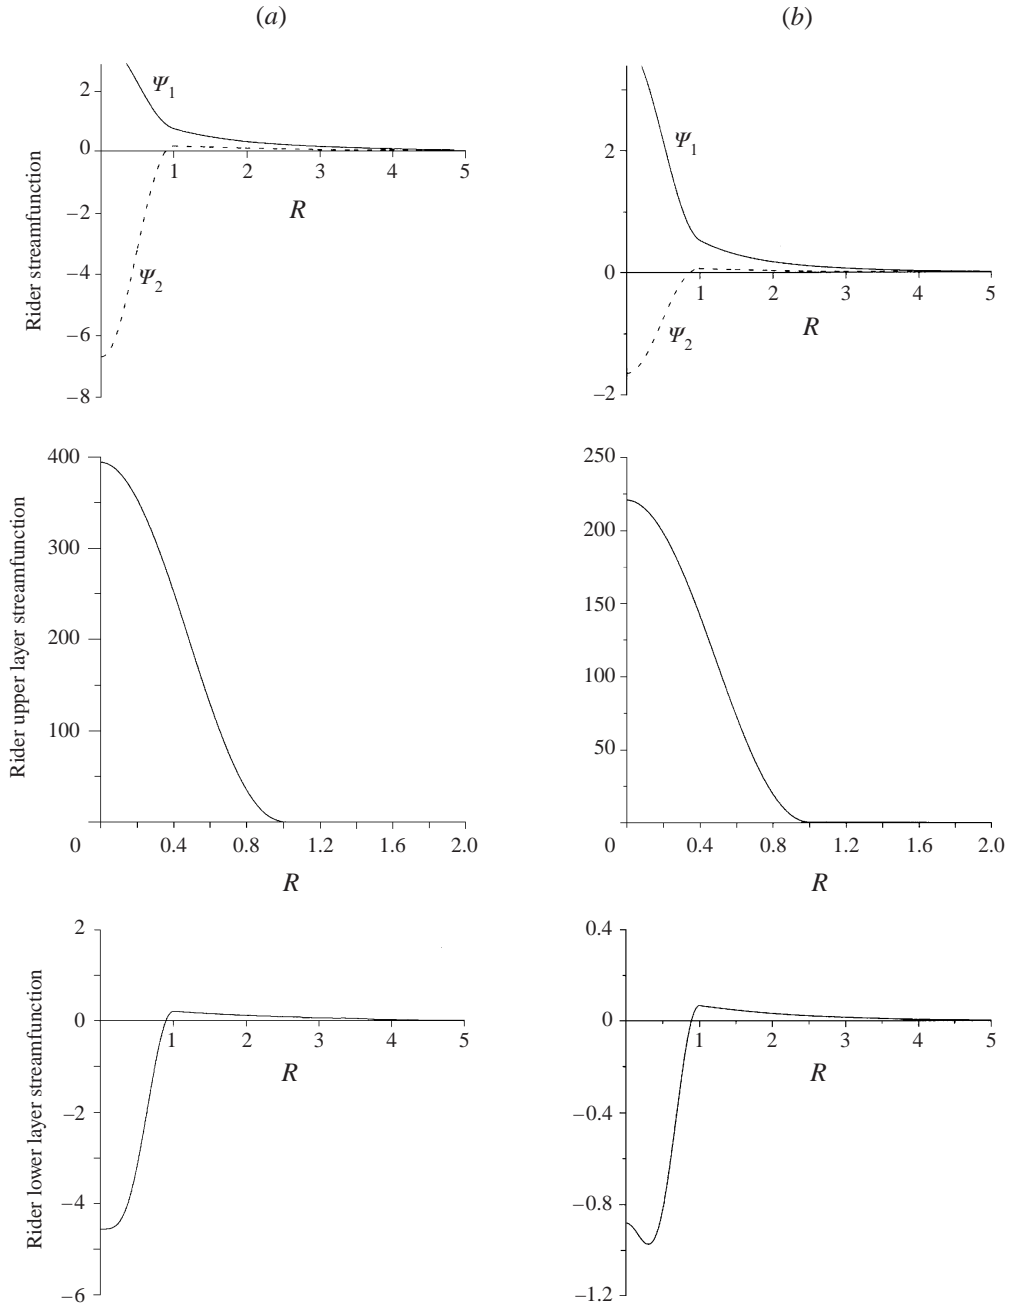 (a)
(b)
Rider streamfunction
2
0
−2
−4
−6
−8
Ψ1
Ψ2
1 2 3 4 5
R
2
0
−2
Ψ1
Ψ2
1 2 3 4 5
R
Rider upper layer streamfunction
400
300
200
100
0 0.4 0.8 1.2 1.6 2.0
R
250
200
150
100
50
0 0.4 0.8 1.2 1.6 2.0
R
Rider lower layer streamfunction
2
0
−2
−4
−6
1 2 3 4 5
R
0.4
0
−0.4
−0.8
−1.2
1 2 3 4 5
R